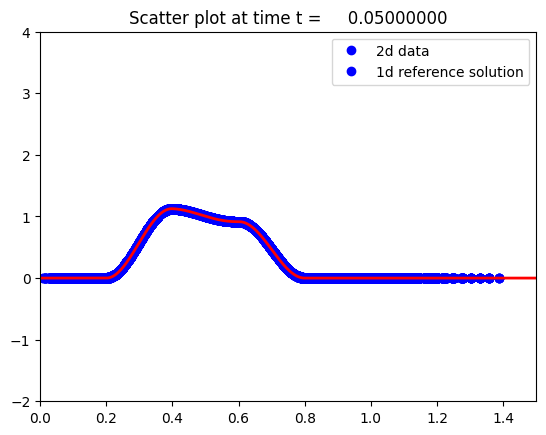 Scatter plot at time t =     0.05000000
4
2d data
1d reference solution
3
2
1
0
−1
−2
0.0 0.2 0.4 0.6 0.8 1.0 1.2 1.4